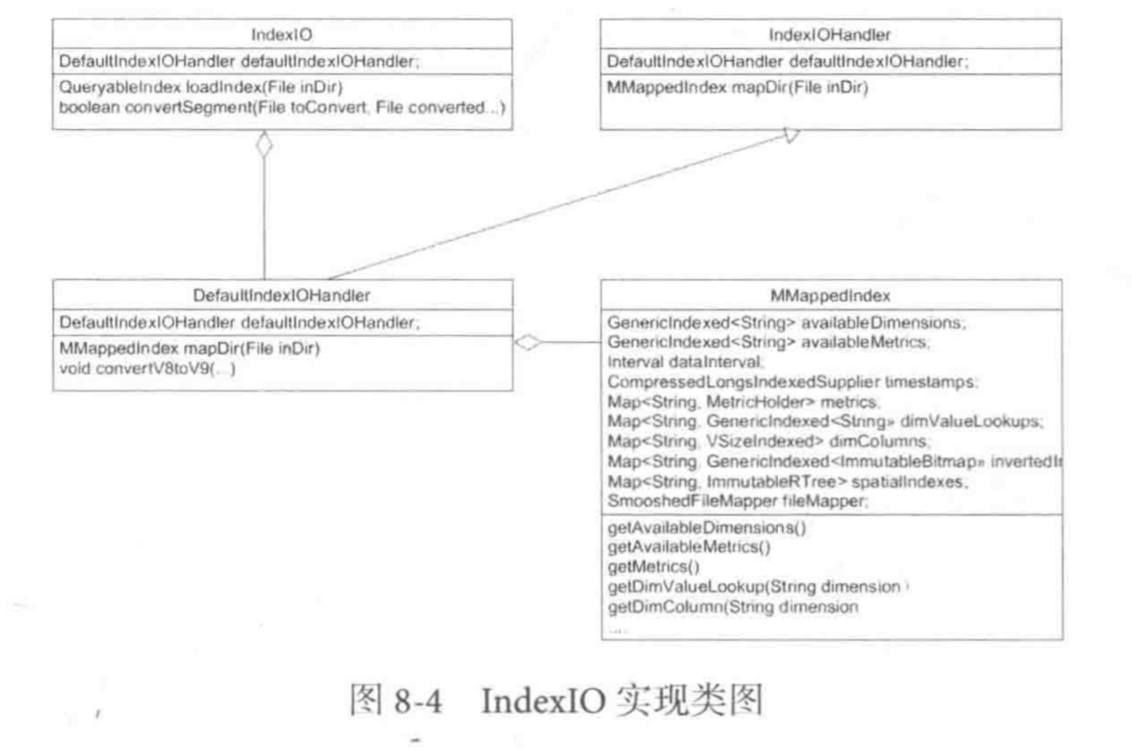 IndexIO
DefaultIndexIOHandler defaultIndexIOHandler;
QueryableIndex loadIndex(File inDir)
boolean convertSegment(File toConvert, File converted...)
IndexIOHandler
DefaultIndexIOHandler defaultIndexIOHandler;
MMappedIndex mapDir(File inDir)
DefaultIndexIOHandler
DefaultIndexIOHandler defaultIndexIOHandler;
MMappedIndex mapDir(File inDir)
void convertV8toV9(...)
MMappedIndex
GenericIndexed<String> availableDimensions;
GenericIndexed<String> availableMetrics;
Interval dataInterval;
CompressedLongsIndexedSupplier timestamps;
Map<String, MetricHolder> metrics;
Map<String, GenericIndexed<String» dimValueLookups;
Map<String, VSizeIndexed> dimColumns;
Map<String, GenericIndexed<ImmutableBitmap» invertedIn
Map<String, ImmutableRTree> spatialIndexes;
SmooshedFileMapper fileMapper;
getAvailableDimensions()
getAvailableMetrics()
getMetrics()
getDimValueLookup(String dimension
getDimColumn(String dimension
....
图 8-4 IndexIO 实现类图